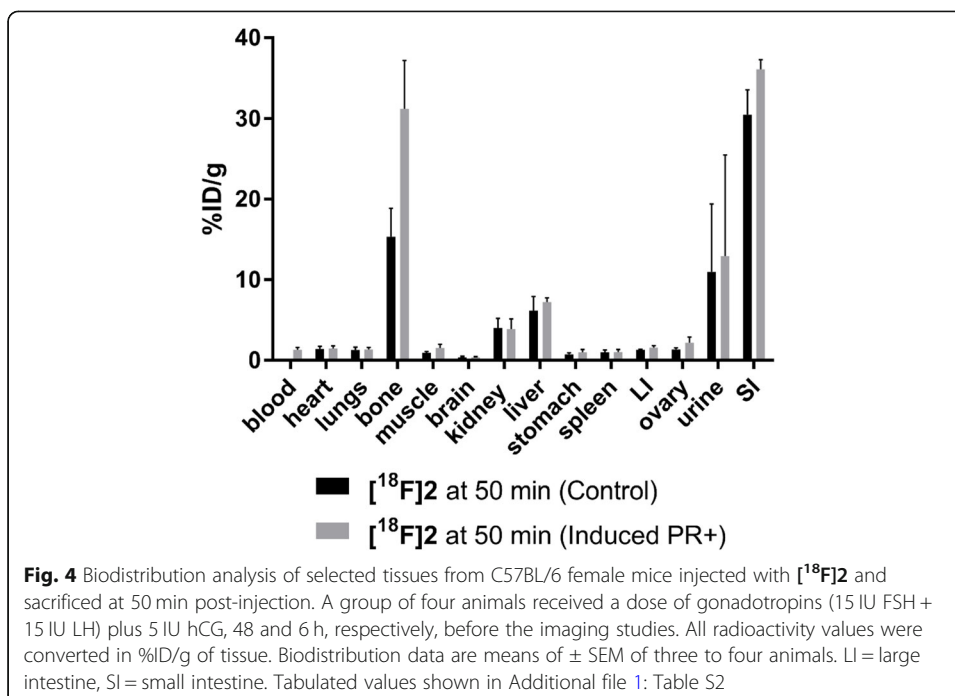 40
30
20
10
0
%ID/g
blood
heart
lungs
bone
muscle
brain
kidney
liver
stomach
spleen
LI
ovary
urine
SI
[¹⁸F]2 at 50 min (Control)
[¹⁸F]2 at 50 min (Induced PR+)
Fig. 4 Biodistribution analysis of selected tissues from C57BL/6 female mice injected with [¹⁸F]2 and
sacrificed at 50 min post-injection. A group of four animals received a dose of gonadotropins (15 IU FSH +
15 IU LH) plus 5 IU hCG, 48 and 6 h, respectively, before the imaging studies. All radioactivity values were
converted in %ID/g of tissue. Biodistribution data are means of ± SEM of three to four animals. LI = large
intestine, SI = small intestine. Tabulated values shown in Additional file 1: Table S2